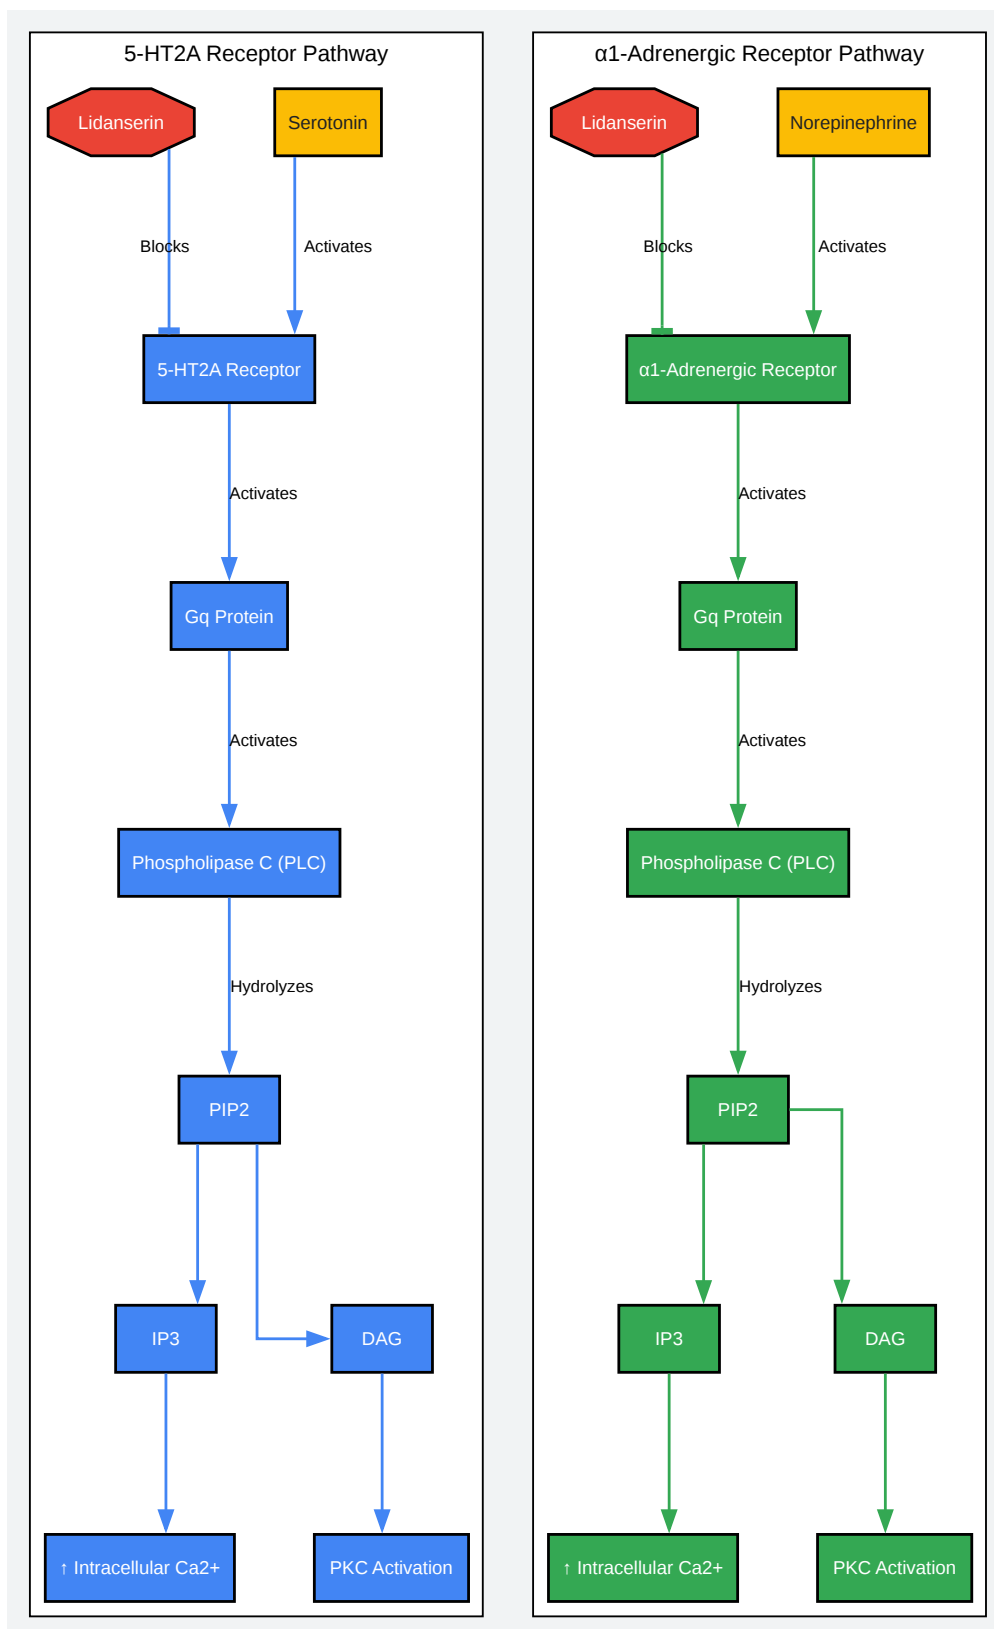 5-HT2A Receptor Pathway
Lidanserin
Serotonin
Blocks
Activates
5-HT2A Receptor
Activates
Gq Protein
Activates
Phospholipase C (PLC)
Hydrolyzes
PIP2
IP3
DAG
↑ Intracellular Ca2+
PKC Activation
α1-Adrenergic Receptor Pathway
Lidanserin
Norepinephrine
Blocks
Activates
α1-Adrenergic Receptor
Activates
Gq Protein
Activates
Phospholipase C (PLC)
Hydrolyzes
PIP2
IP3
DAG
↑ Intracellular Ca2+
PKC Activation